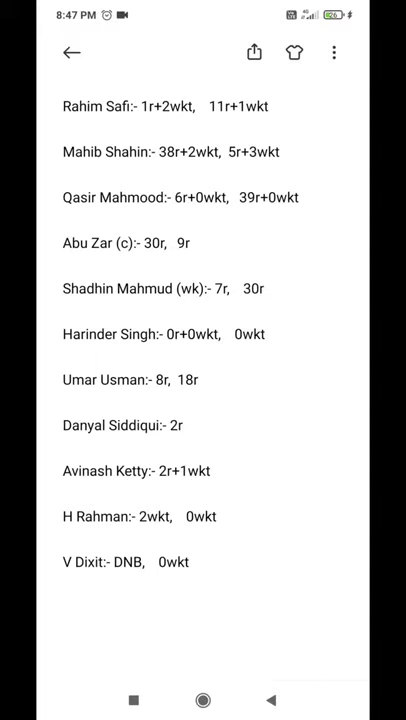 8:47 PM
4G
26
Rahim Safi:- 1r+2wkt, 11r+1wkt
Mahib Shahin:- 38r+2wkt, 5r+3wkt
Qasir Mahmood:- 6r+0wkt, 39r+0wkt
Abu Zar (c):- 30r, 9r
Shadhin Mahmud (wk):- 7r, 30r
Harinder Singh:- 0r+0wkt, 0wkt
Umar Usman:- 8r, 18r
Danyal Siddiqui:- 2r
Avinash Ketty:- 2r+1wkt
H Rahman:- 2wkt, 0wkt
V Dixit:- DNB, 0wkt